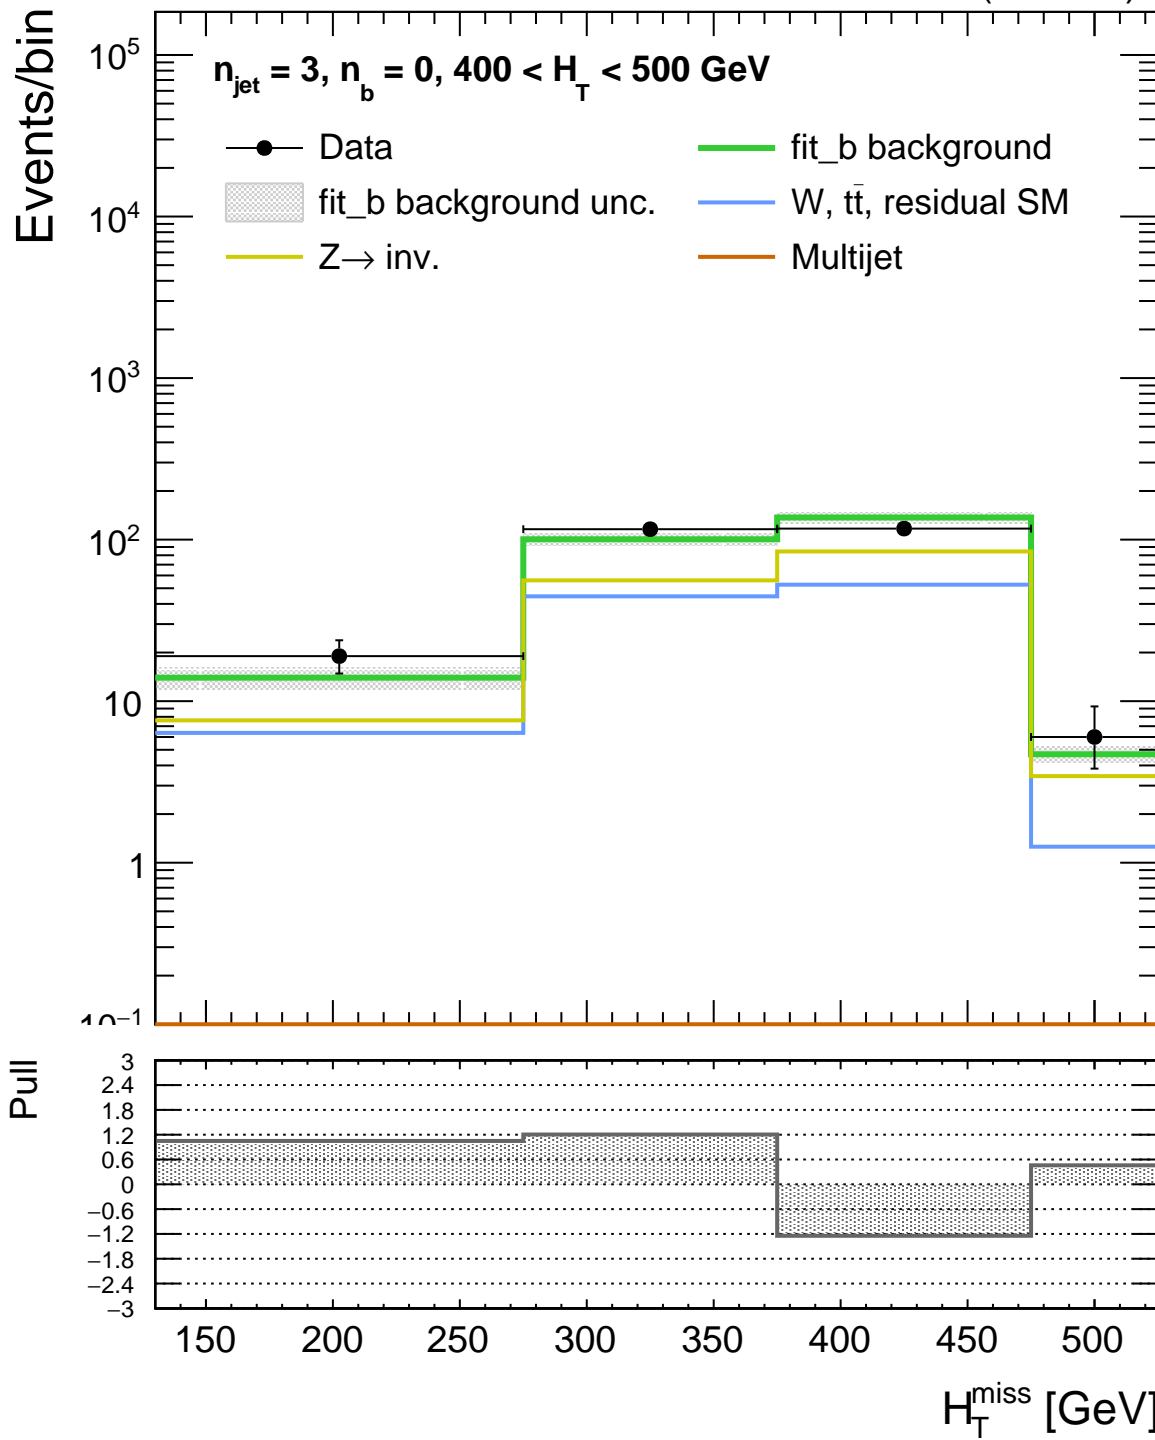 n_jet = 3, n_b = 0, 400 < H_T < 500 GeV
Data
fit_b background
fit_b background unc.
W, tt̄, residual SM
Z→ inv.
Multijet
Events/bin
10^5
10^4
10^3
10^2
10
1
10^−1
Pull
3
2.4
1.8
1.2
0.6
0
−0.6
−1.2
−1.8
−2.4
−3
150 200 250 300 350 400 450 500
H_T^miss [GeV]